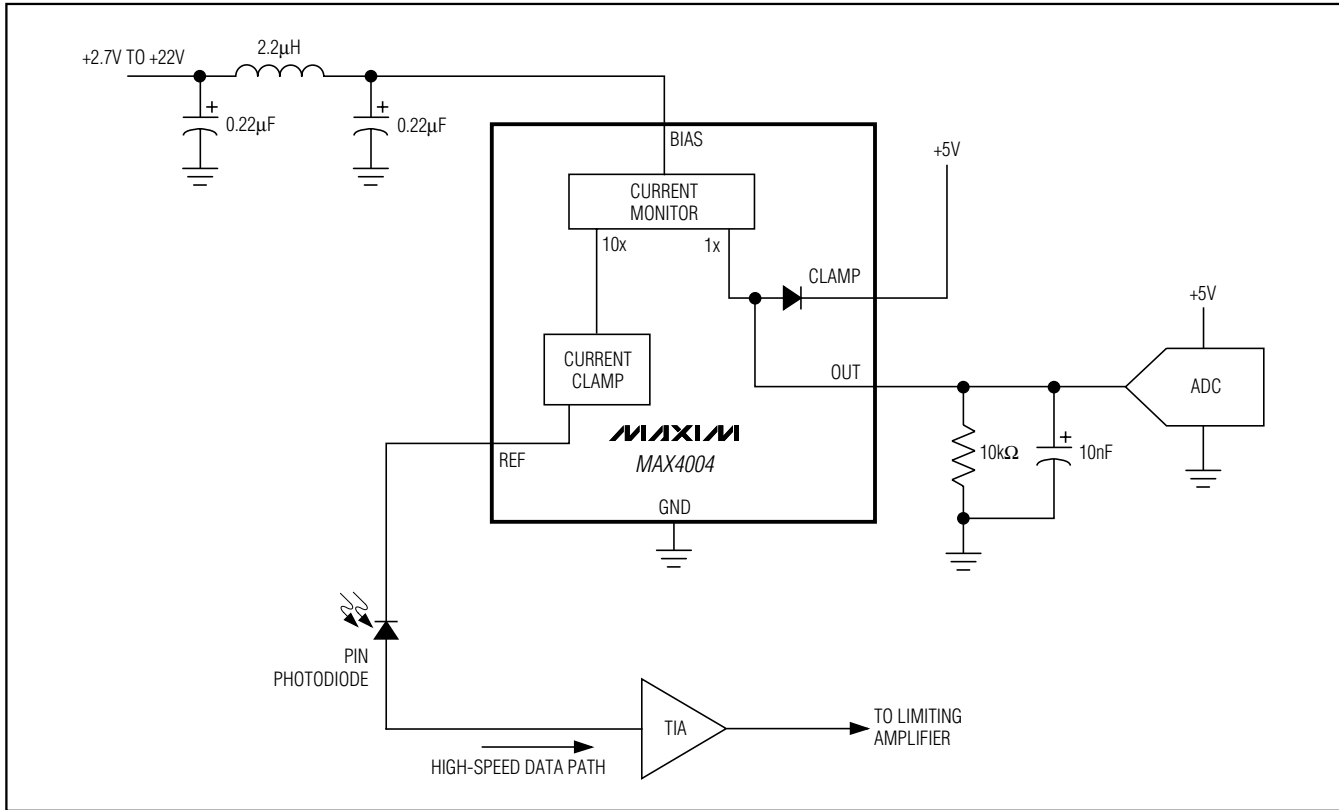 +2.7V TO +22V
2.2µH
+
0.22µF
+
0.22µF
BIAS
CURRENT
MONITOR
10x
1x
CLAMP
+5V
CURRENT
CLAMP
OUT
+5V
ADC
REF
MAXIM
MAX4004
GND
10kΩ
+
10nF
PIN
PHOTODIODE
TIA
TO LIMITING
AMPLIFIER
HIGH-SPEED DATA PATH